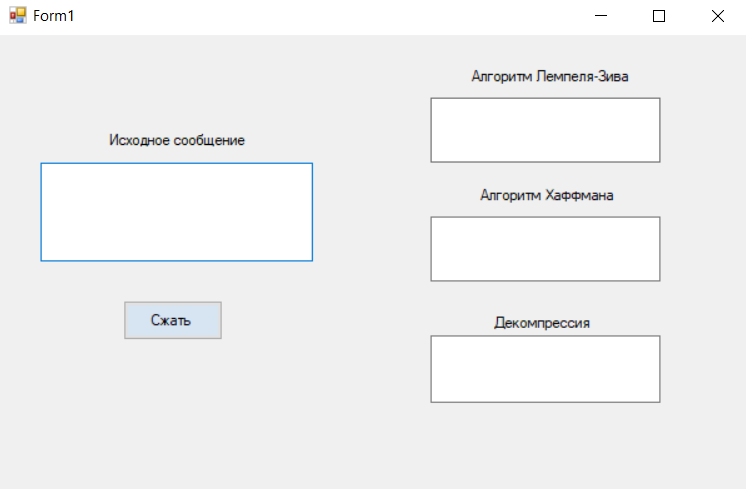 Form1
Исходное сообщение
Сжать
Алгоритм Лемпеля-Зива
Алгоритм Хаффмана
Декомпрессия